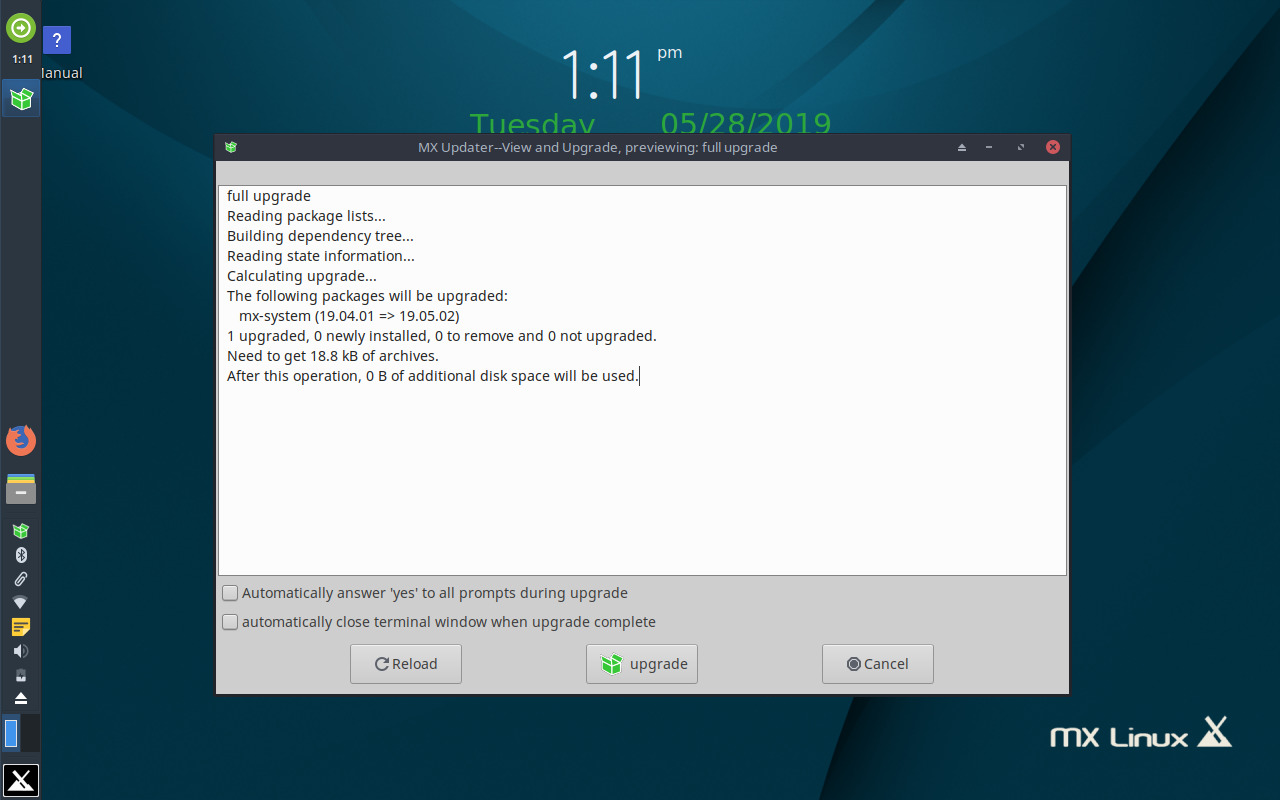 1:11
?
1:11 pm
lanual
Tuesday 05/28/2019
MX Updater--View and Upgrade, previewing: full upgrade
full upgrade
Reading package lists...
Building dependency tree...
Reading state information...
Calculating upgrade...
The following packages will be upgraded:
mx-system (19.04.01 => 19.05.02)
1 upgraded, 0 newly installed, 0 to remove and 0 not upgraded.
Need to get 18.8 kB of archives.
After this operation, 0 B of additional disk space will be used.
Automatically answer 'yes' to all prompts during upgrade
automatically close terminal window when upgrade complete
Reload
upgrade
Cancel
MX Linux